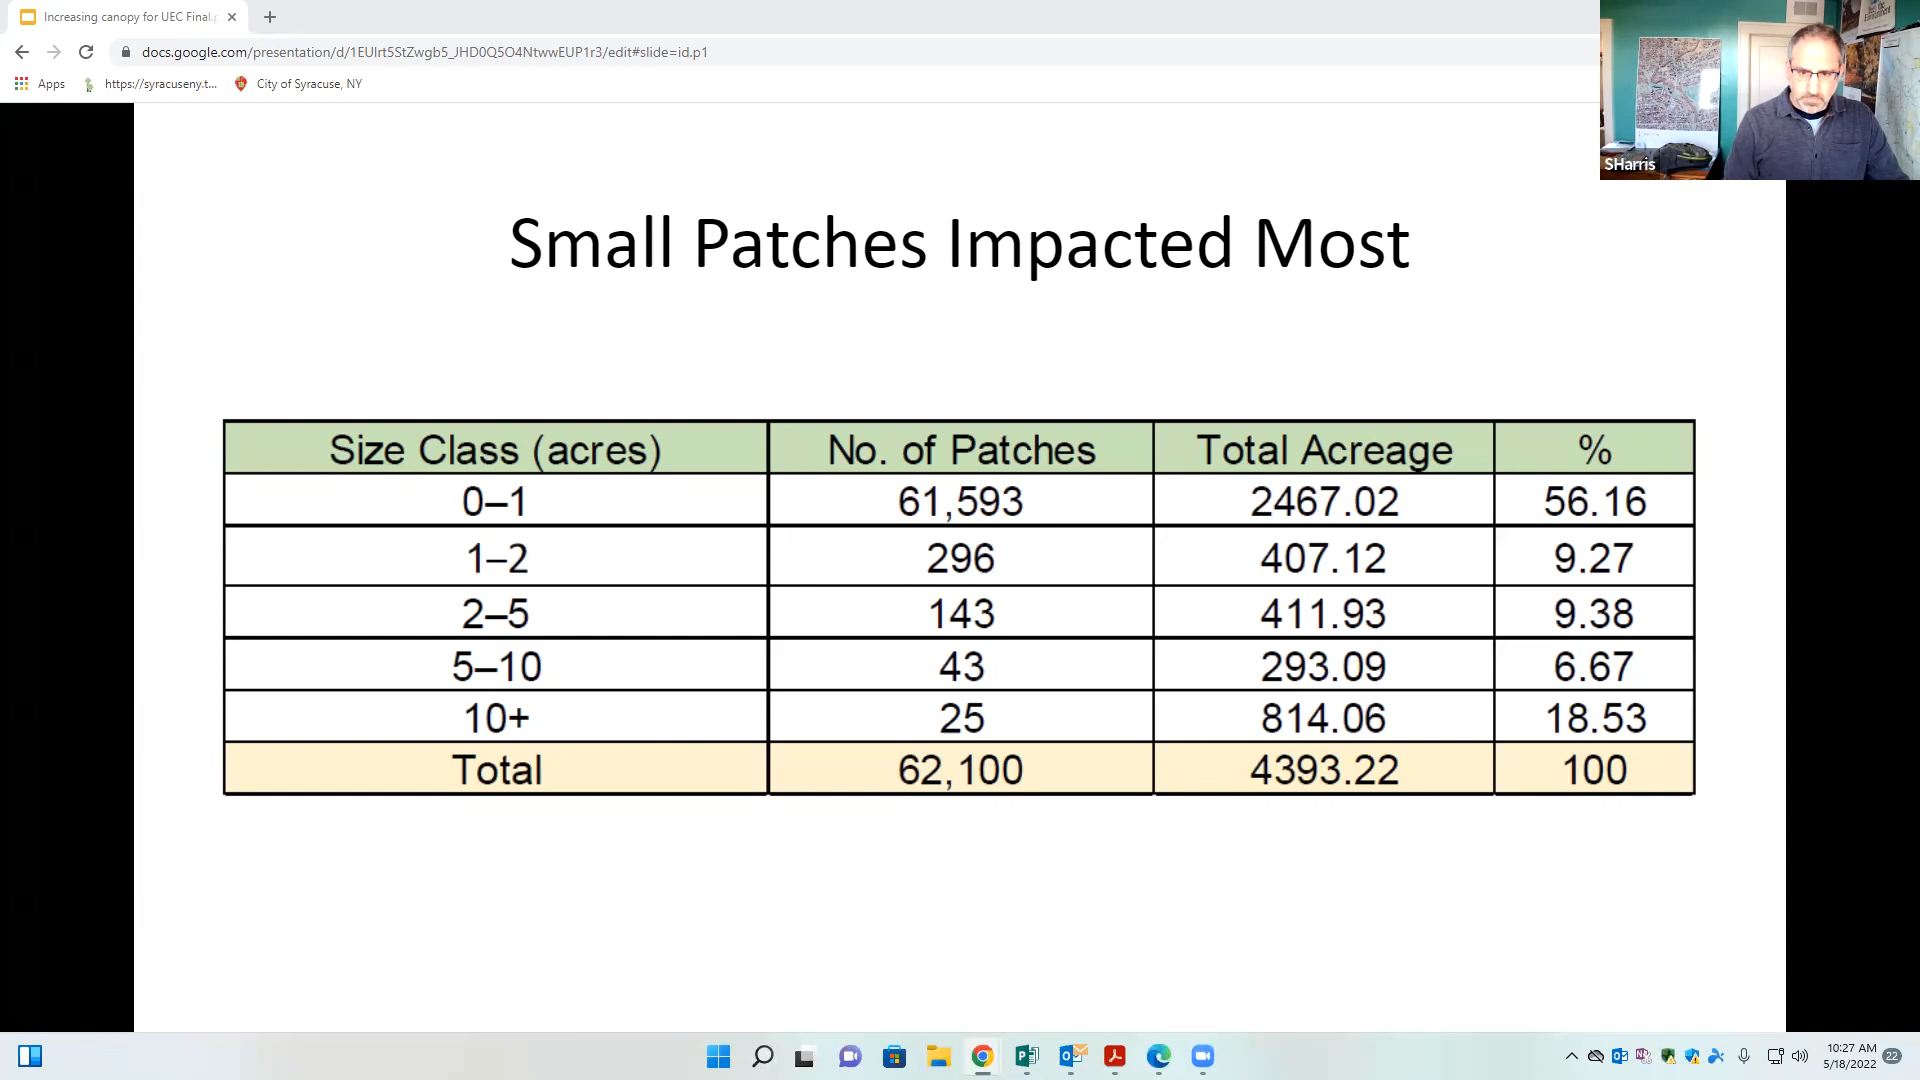 Increasing canopy for UEC Final.p
docs.google.com/presentation/d/1EUlrt5StZwgb5_JHD0Q5O4NtwwEUP1r3/edit#slide=id.p1
Apps https://syracuseny.t... City of Syracuse, NY
SHarris
Small Patches Impacted Most
Size Class (acres) No. of Patches Total Acreage %
0–1 61,593 2467.02 56.16
1–2 296 407.12 9.27
2–5 143 411.93 9.38
5–10 43 293.09 6.67
10+ 25 814.06 18.53
Total 62,100 4393.22 100
10:27 AM
5/18/2022
22